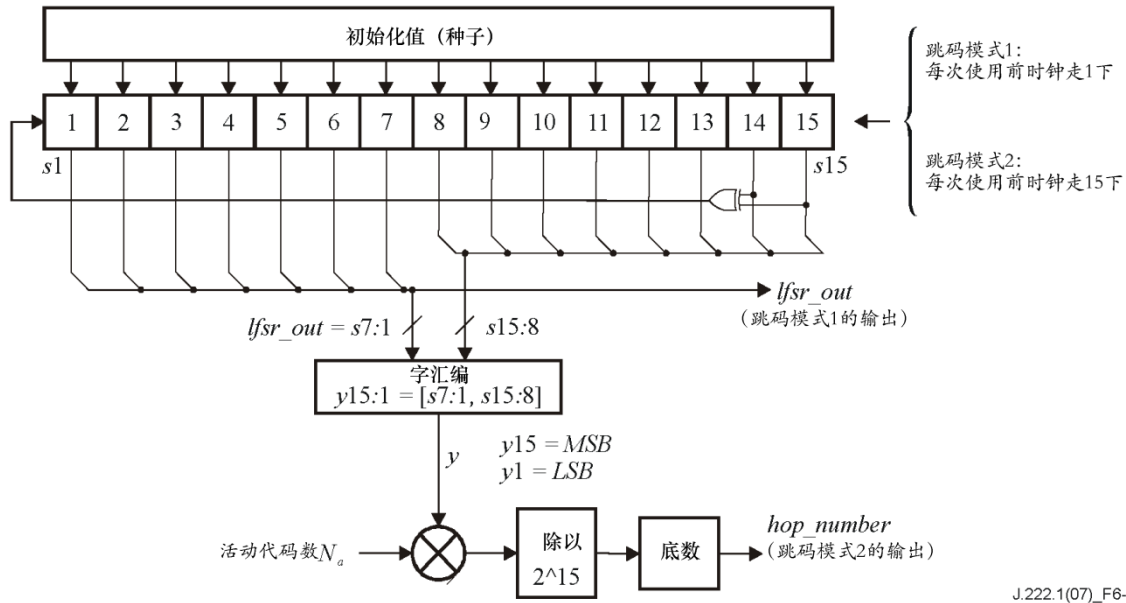 初始化值（种子）
跳码模式1：
每次使用前时钟走1下
1 2 3 4 5 6 7 8 9 10 11 12 13 14 15
s1
s15
跳码模式2：
每次使用前时钟走15下
lfsr_out
（跳码模式1的输出）
lfsr_out = s7:1
s15:8
字汇编
y15:1 = [s7:1, s15:8]
y
y15 = MSB
y1 = LSB
活动代码数Na
除以
2^15
底数
hop_number
（跳码模式2的输出）
J.222.1(07)_F6-